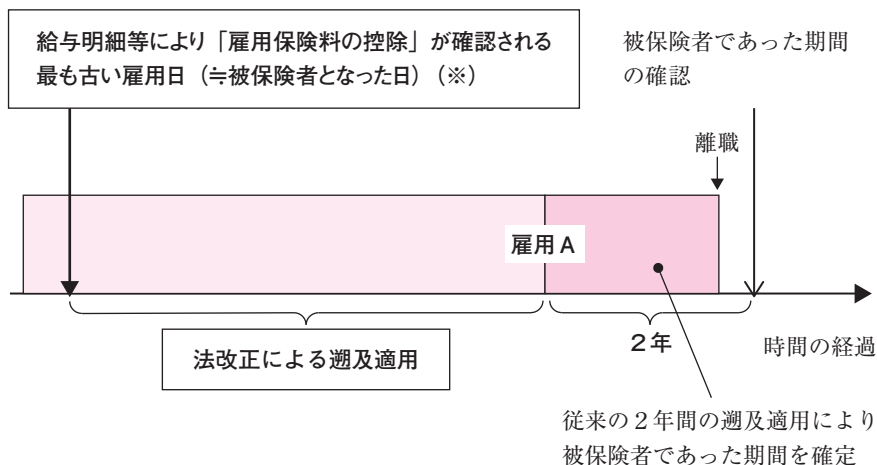 給与明細等により「雇用保険料の控除」が確認される
最も古い雇用日（≒被保険者となった日）（※）
被保険者であった期間
の確認
離職
雇用A
法改正による遡及適用
2年
時間の経過
従来の2年間の遡及適用により
被保険者であった期間を確定